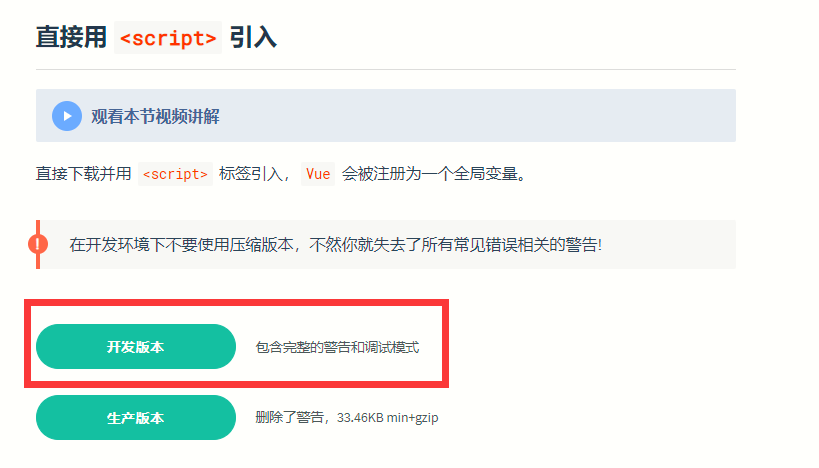 直接用 <script> 引入
观看本节视频讲解
直接下载并用 <script> 标签引入，Vue 会被注册为一个全局变量。
在开发环境下不要使用压缩版本，不然你就失去了所有常见错误相关的警告!
开发版本 包含完整的警告和调试模式
生产版本 删除了警告，33.46KB min+gzip